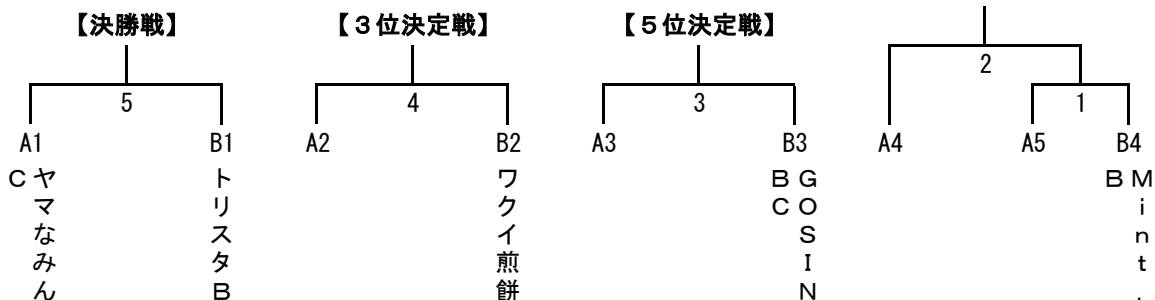 【決勝戦】
【３位決定戦】
【５位決定戦】
5
4
3
2
1
A1
B1
A2
B2
A3
B3
A4
A5
B4
ヤマなみん
Ｃ
トリスタＢ
ワクイ煎餅
ＧＯＳＩＮ
ＢＣ
Ｍｉｎｔ．
Ｂ